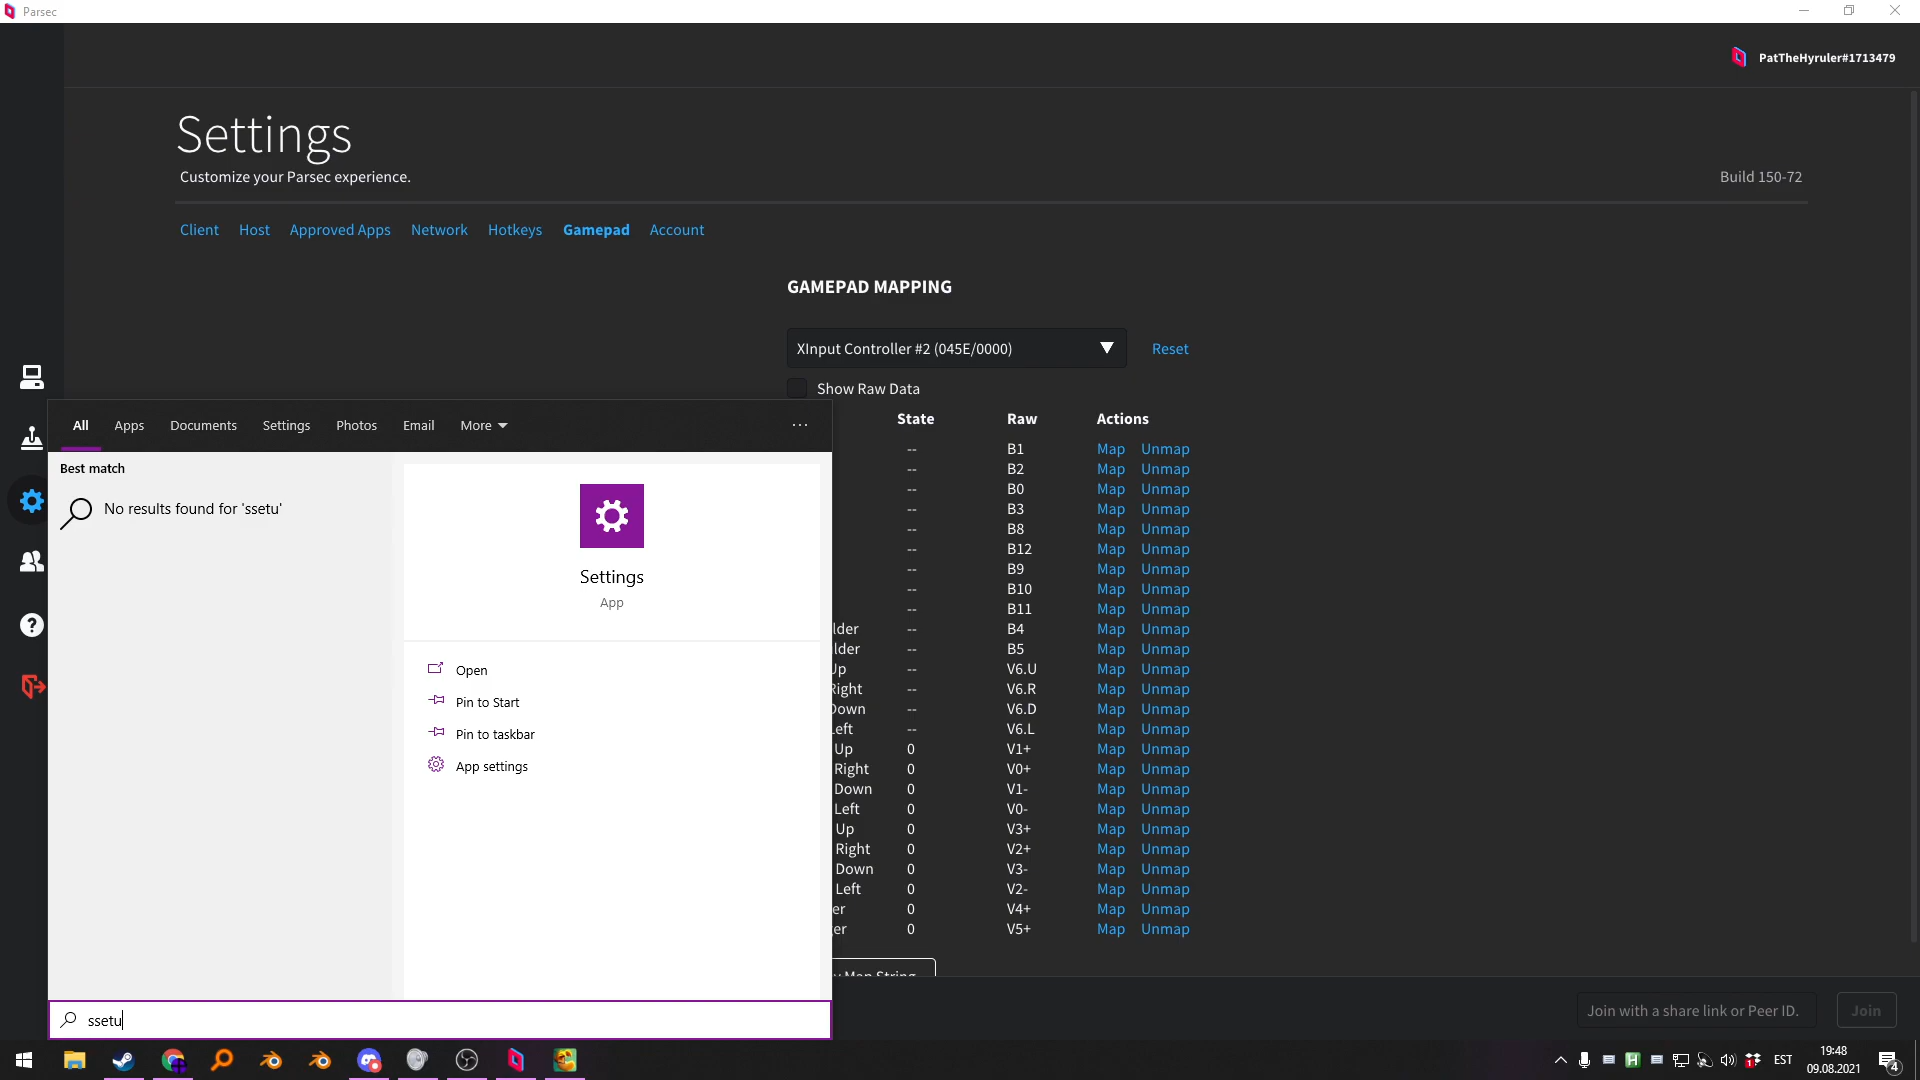 Parsec
PatTheHyruler#1713479
Settings
Customize your Parsec experience.
Build 150-72
Client Host Approved Apps Network Hotkeys Gamepad Account
GAMEPAD MAPPING
XInput Controller #2 (045E/0000) Reset
Show Raw Data
State Raw Actions
-- B1 Map Unmap
-- B2 Map Unmap
-- B0 Map Unmap
-- B3 Map Unmap
-- B8 Map Unmap
-- B12 Map Unmap
-- B9 Map Unmap
-- B10 Map Unmap
-- B11 Map Unmap
lder -- B4 Map Unmap
lder -- B5 Map Unmap
Up -- V6.U Map Unmap
Right -- V6.R Map Unmap
Down -- V6.D Map Unmap
Left -- V6.L Map Unmap
Up 0 V1+ Map Unmap
Right 0 V0+ Map Unmap
Down 0 V1- Map Unmap
Left 0 V0- Map Unmap
Up 0 V3+ Map Unmap
Right 0 V2+ Map Unmap
Down 0 V3- Map Unmap
Left 0 V2- Map Unmap
er 0 V4+ Map Unmap
er 0 V5+ Map Unmap
Map String
All Apps Documents Settings Photos Email More ...
Best match
No results found for 'ssetu'
Settings
App
Open
Pin to Start
Pin to taskbar
App settings
ssetu
Join with a share link or Peer ID. Join
EST
19:48
09.08.2021
4